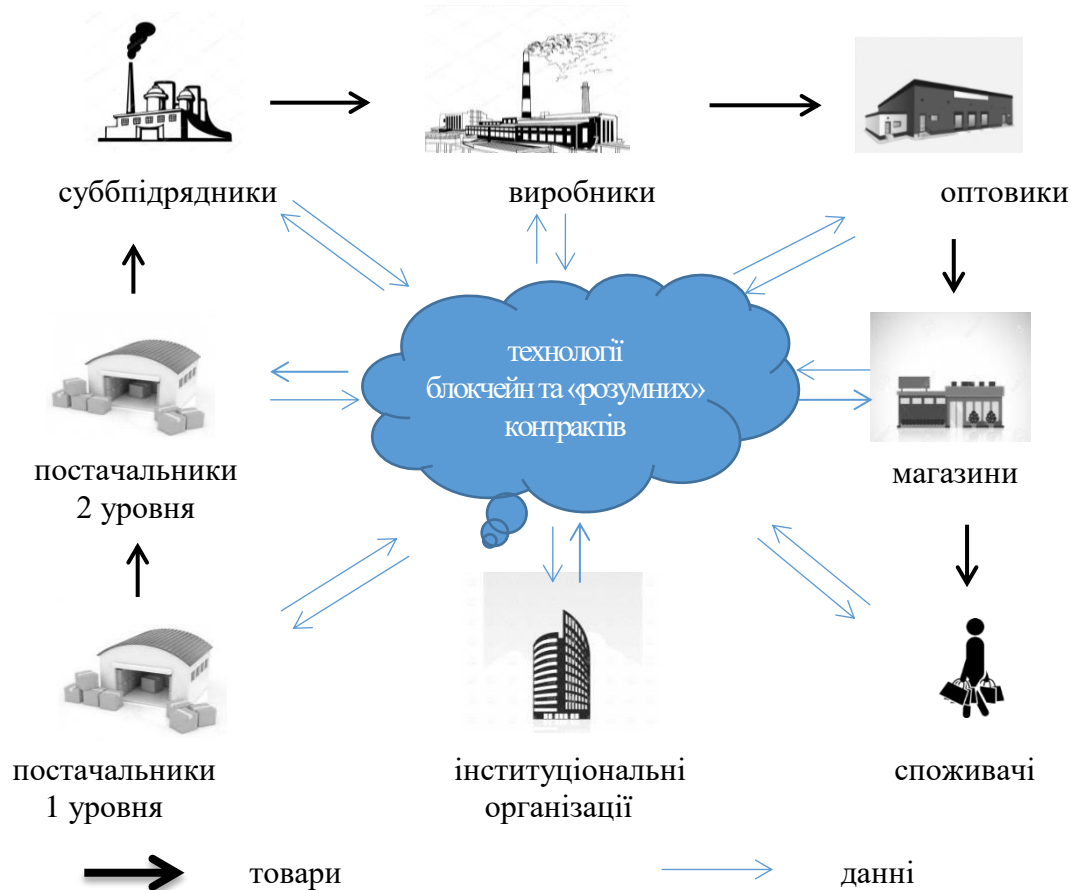 суббпідрядники
виробники
оптовики
технології
блокчейн та «розумних»
контрактів
постачальники
2 уровня
магазини
постачальники
1 уровня
інституціональні
організації
споживачі
товари
данні